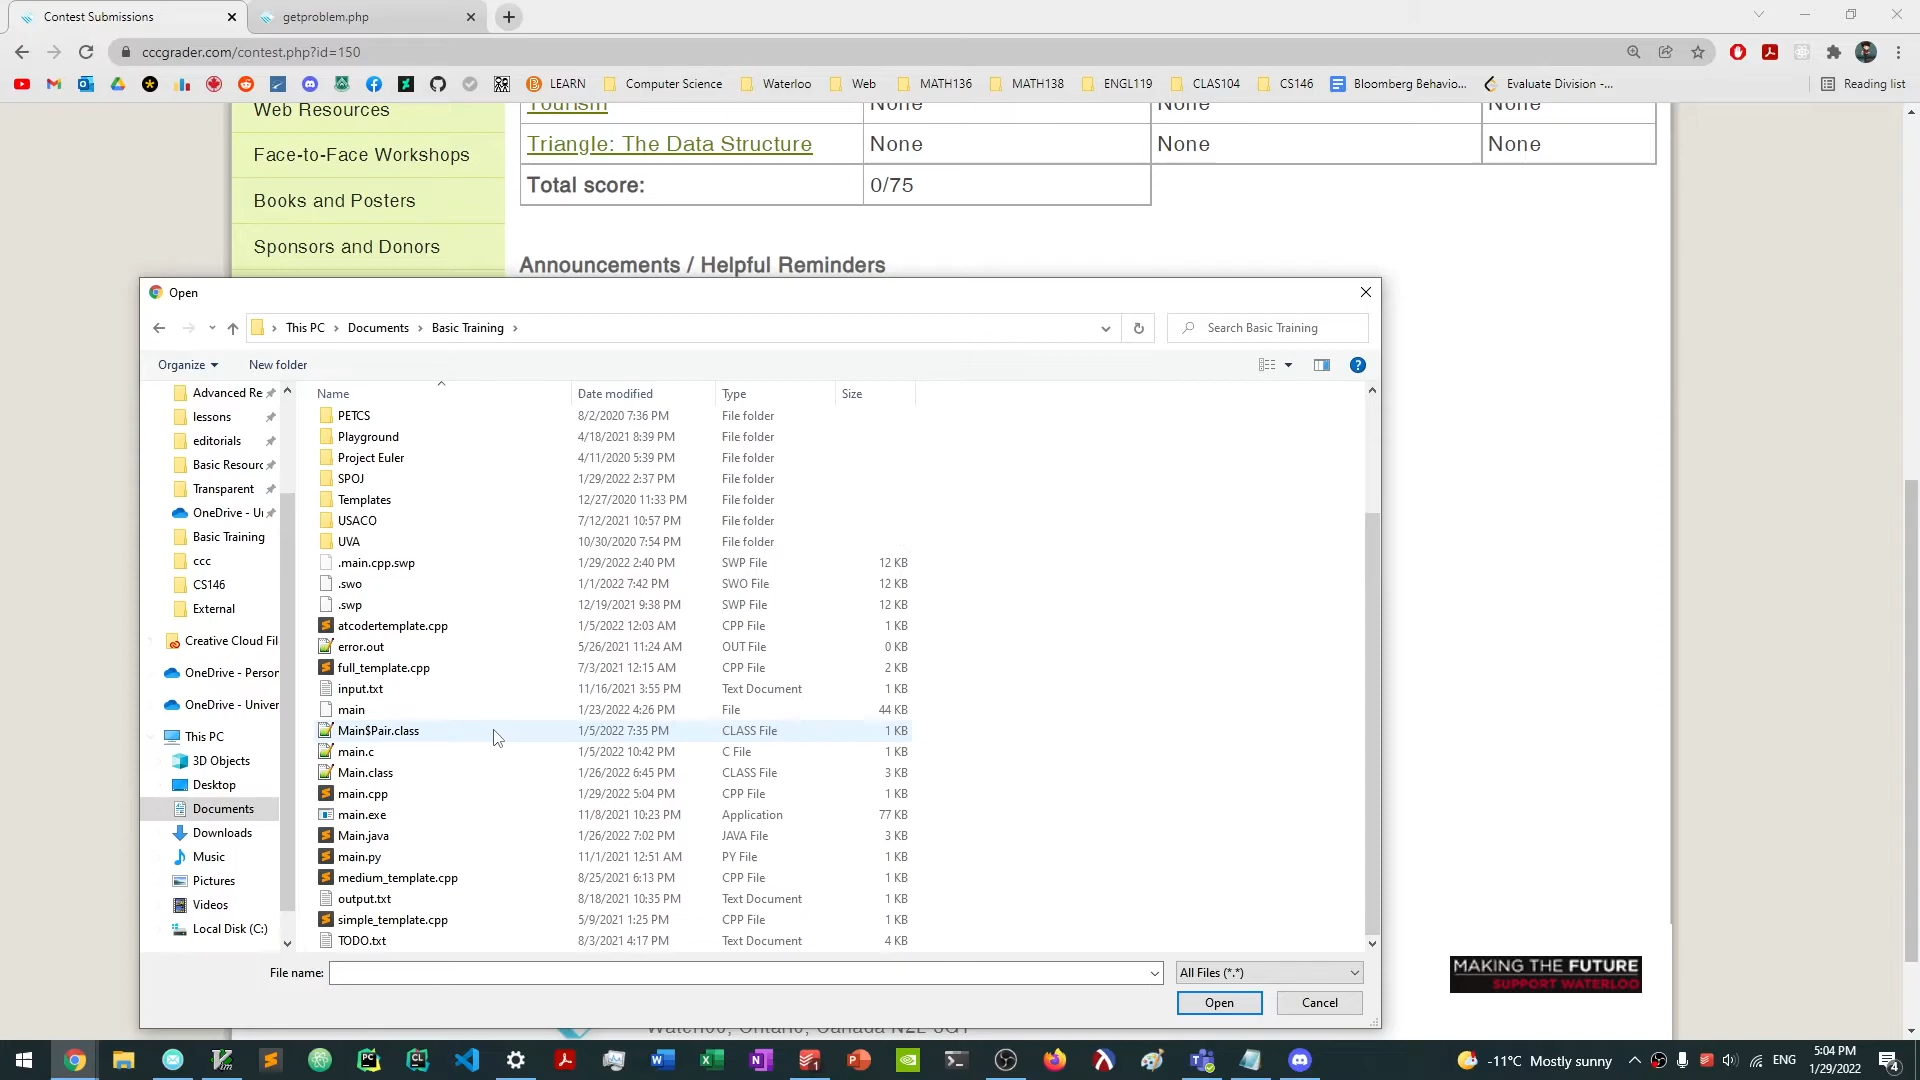 Contest Submissions
getproblem.php
cccgrader.com/contest.php?id=150
LEARN
Computer Science
Waterloo
Web
MATH136
MATH138
ENGL119
CLAS104
CS146
Bloomberg Behavio...
Evaluate Division -...
Reading list
Web Resources
Face-to-Face Workshops
Books and Posters
Sponsors and Donors
Tourism None None None
Triangle: The Data Structure None None None
Total score: 0/75
Announcements / Helpful Reminders
Open
This PC > Documents > Basic Training >
Search Basic Training
Organize
New folder
Advanced Re
lessons
editorials
Basic Resourc
Transparent
OneDrive - Ui
Basic Training
ccc
CS146
External
Creative Cloud Fil
OneDrive - Person
OneDrive - Univer
This PC
3D Objects
Desktop
Documents
Downloads
Music
Pictures
Videos
Local Disk (C:)
Name Date modified Type Size
PETCS 8/2/2020 7:36 PM File folder
Playground 4/18/2021 8:39 PM File folder
Project Euler 4/11/2020 5:39 PM File folder
SPOJ 1/29/2022 2:37 PM File folder
Templates 12/27/2020 11:33 PM File folder
USACO 7/12/2021 10:57 PM File folder
UVA 10/30/2020 7:54 PM File folder
.main.cpp.swp 1/29/2022 2:40 PM SWP File 12 KB
.swo 1/1/2022 7:42 PM SWO File 12 KB
.swp 12/19/2021 9:38 PM SWP File 12 KB
atcodertemplate.cpp 1/5/2022 12:03 AM CPP File 1 KB
error.out 5/26/2021 11:24 AM OUT File 0 KB
full_template.cpp 7/3/2021 12:15 AM CPP File 2 KB
input.txt 11/16/2021 3:55 PM Text Document 1 KB
main 1/23/2022 4:26 PM File 44 KB
Main$Pair.class 1/5/2022 7:35 PM CLASS File 1 KB
main.c 1/5/2022 10:42 PM C File 1 KB
Main.class 1/26/2022 6:45 PM CLASS File 3 KB
main.cpp 1/29/2022 5:04 PM CPP File 1 KB
main.exe 11/8/2021 10:23 PM Application 77 KB
Main.java 1/26/2022 7:02 PM JAVA File 3 KB
main.py 11/1/2021 12:51 AM PY File 1 KB
medium_template.cpp 8/25/2021 6:13 PM CPP File 1 KB
output.txt 8/18/2021 10:35 PM Text Document 1 KB
simple_template.cpp 5/9/2021 1:25 PM CPP File 1 KB
TODO.txt 8/3/2021 4:17 PM Text Document 4 KB
File name:
All Files (*.*)
Open
Cancel
MAKING THE FUTURE
SUPPORT WATERLOO
Waterloo, Ontario, Canada N2L 3G1
-11°C Mostly sunny
ENG
5:04 PM
1/29/2022
4